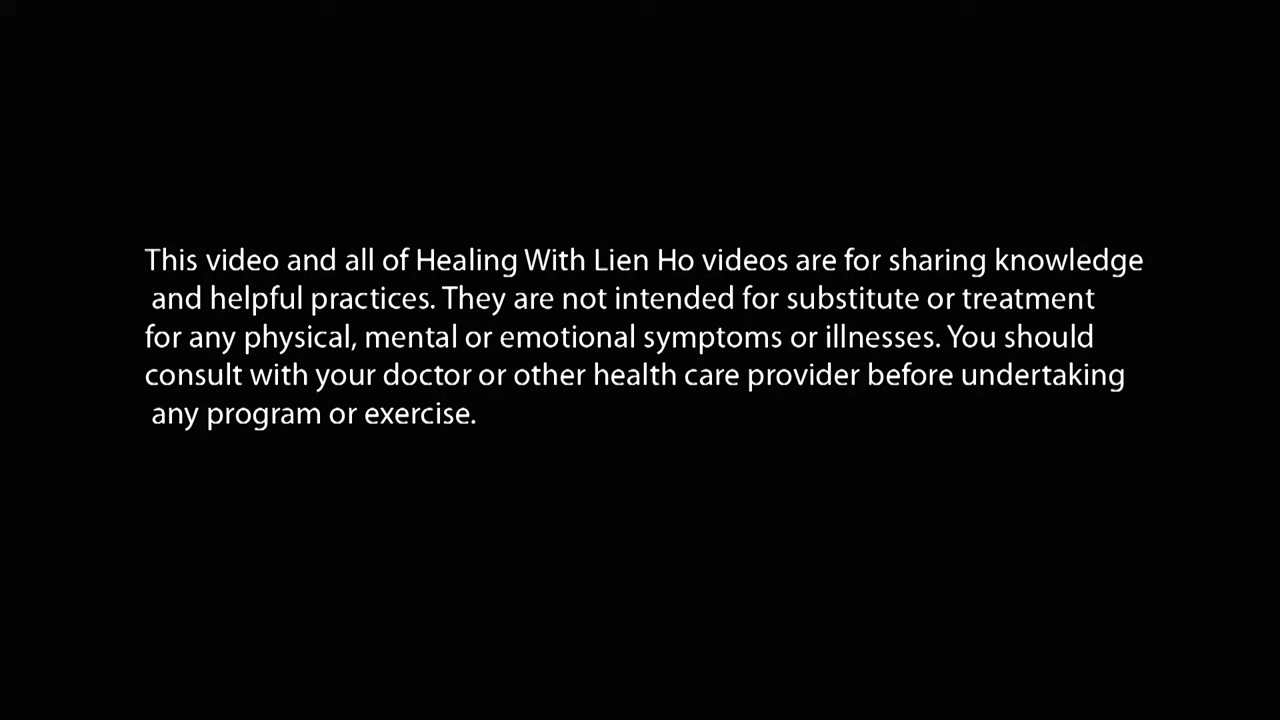 This video and all of Healing With Lien Ho videos are for sharing knowledge
and helpful practices. They are not intended for substitute or treatment
for any physical, mental or emotional symptoms or illnesses. You should
consult with your doctor or other health care provider before undertaking
any program or exercise.